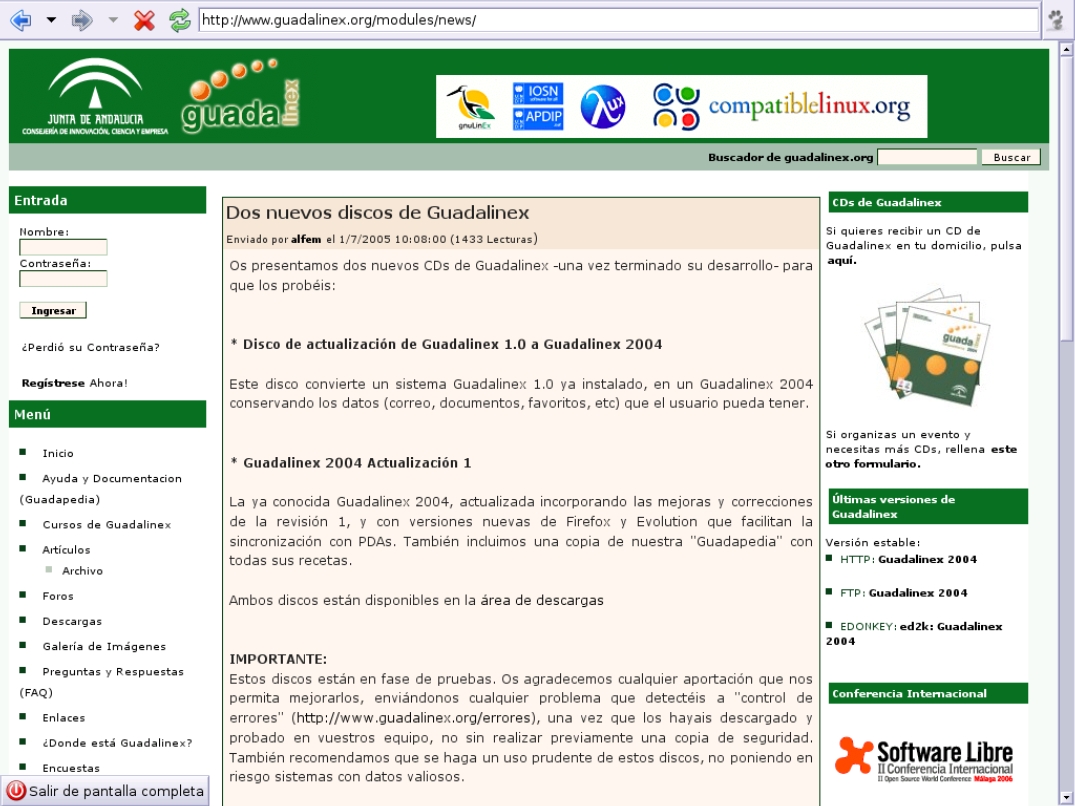 http://www.guadalinex.org/modules/news/
JUNTA DE ANDALUCIA
CONSEJERÍA DE INNOVACIÓN, CIENCIA Y EMPRESA
guadalinex
gnuLinEx
IOSN
software for all
APDIP
λux
compatiblelinux.org
Buscador de guadalinex.org
Buscar
Entrada
Nombre:
Contraseña:
Ingresar
¿Perdió su Contraseña?
Regístrese Ahora!
Menú
Inicio
Ayuda y Documentacion
(Guadapedia)
Cursos de Guadalinex
Artículos
Archivo
Foros
Descargas
Galería de Imágenes
Preguntas y Respuestas
(FAQ)
Enlaces
¿Donde está Guadalinex?
Encuestas
Salir de pantalla completa
Dos nuevos discos de Guadalinex
Enviado por alfem el 1/7/2005 10:08:00 (1433 Lecturas)
Os presentamos dos nuevos CDs de Guadalinex -una vez terminado su desarrollo- para
que los probéis:
* Disco de actualización de Guadalinex 1.0 a Guadalinex 2004
Este disco convierte un sistema Guadalinex 1.0 ya instalado, en un Guadalinex 2004
conservando los datos (correo, documentos, favoritos, etc) que el usuario pueda tener.
* Guadalinex 2004 Actualización 1
La ya conocida Guadalinex 2004, actualizada incorporando las mejoras y correcciones
de la revisión 1, y con versiones nuevas de Firefox y Evolution que facilitan la
sincronización con PDAs. También incluimos una copia de nuestra "Guadapedia" con
todas sus recetas.
Ambos discos están disponibles en la área de descargas
IMPORTANTE:
Estos discos están en fase de pruebas. Os agradecemos cualquier aportación que nos
permita mejorarlos, enviándonos cualquier problema que detectéis a "control de
errores" (http://www.guadalinex.org/errores), una vez que los hayais descargado y
probado en vuestros equipo, no sin realizar previamente una copia de seguridad.
También recomendamos que se haga un uso prudente de estos discos, no poniendo en
riesgo sistemas con datos valiosos.
CDs de Guadalinex
Si quieres recibir un CD de
Guadalinex en tu domicilio, pulsa
aquí.
guada
Si organizas un evento y
necesitas más CDs, rellena este
otro formulario.
Últimas versiones de
Guadalinex
Versión estable:
HTTP: Guadalinex 2004
FTP: Guadalinex 2004
EDONKEY: ed2k: Guadalinex
2004
Conferencia Internacional
Software Libre
II Conferencia Internacional
Open Source World Conference Málaga 2006